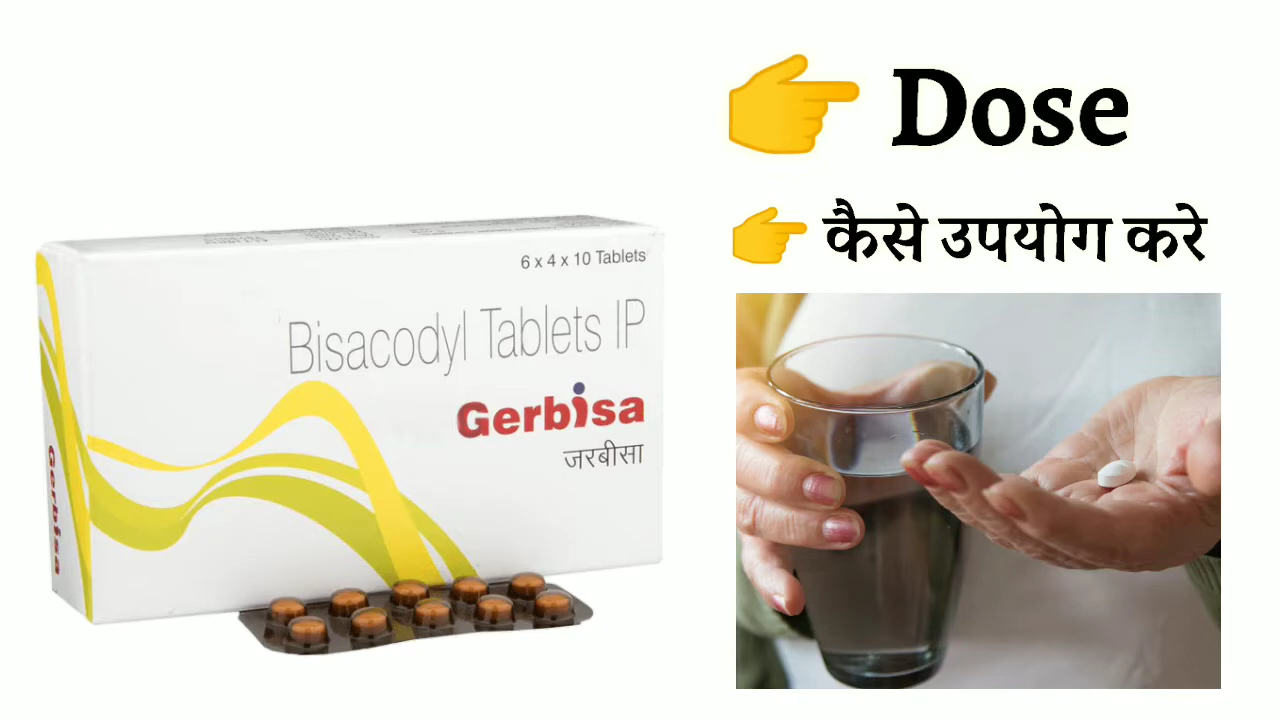 Dose
कैसे उपयोग करे
6 x 4 x 10 Tablets
Bisacodyl Tablets IP
Gerbisa
जरबीसा
Gerbisa